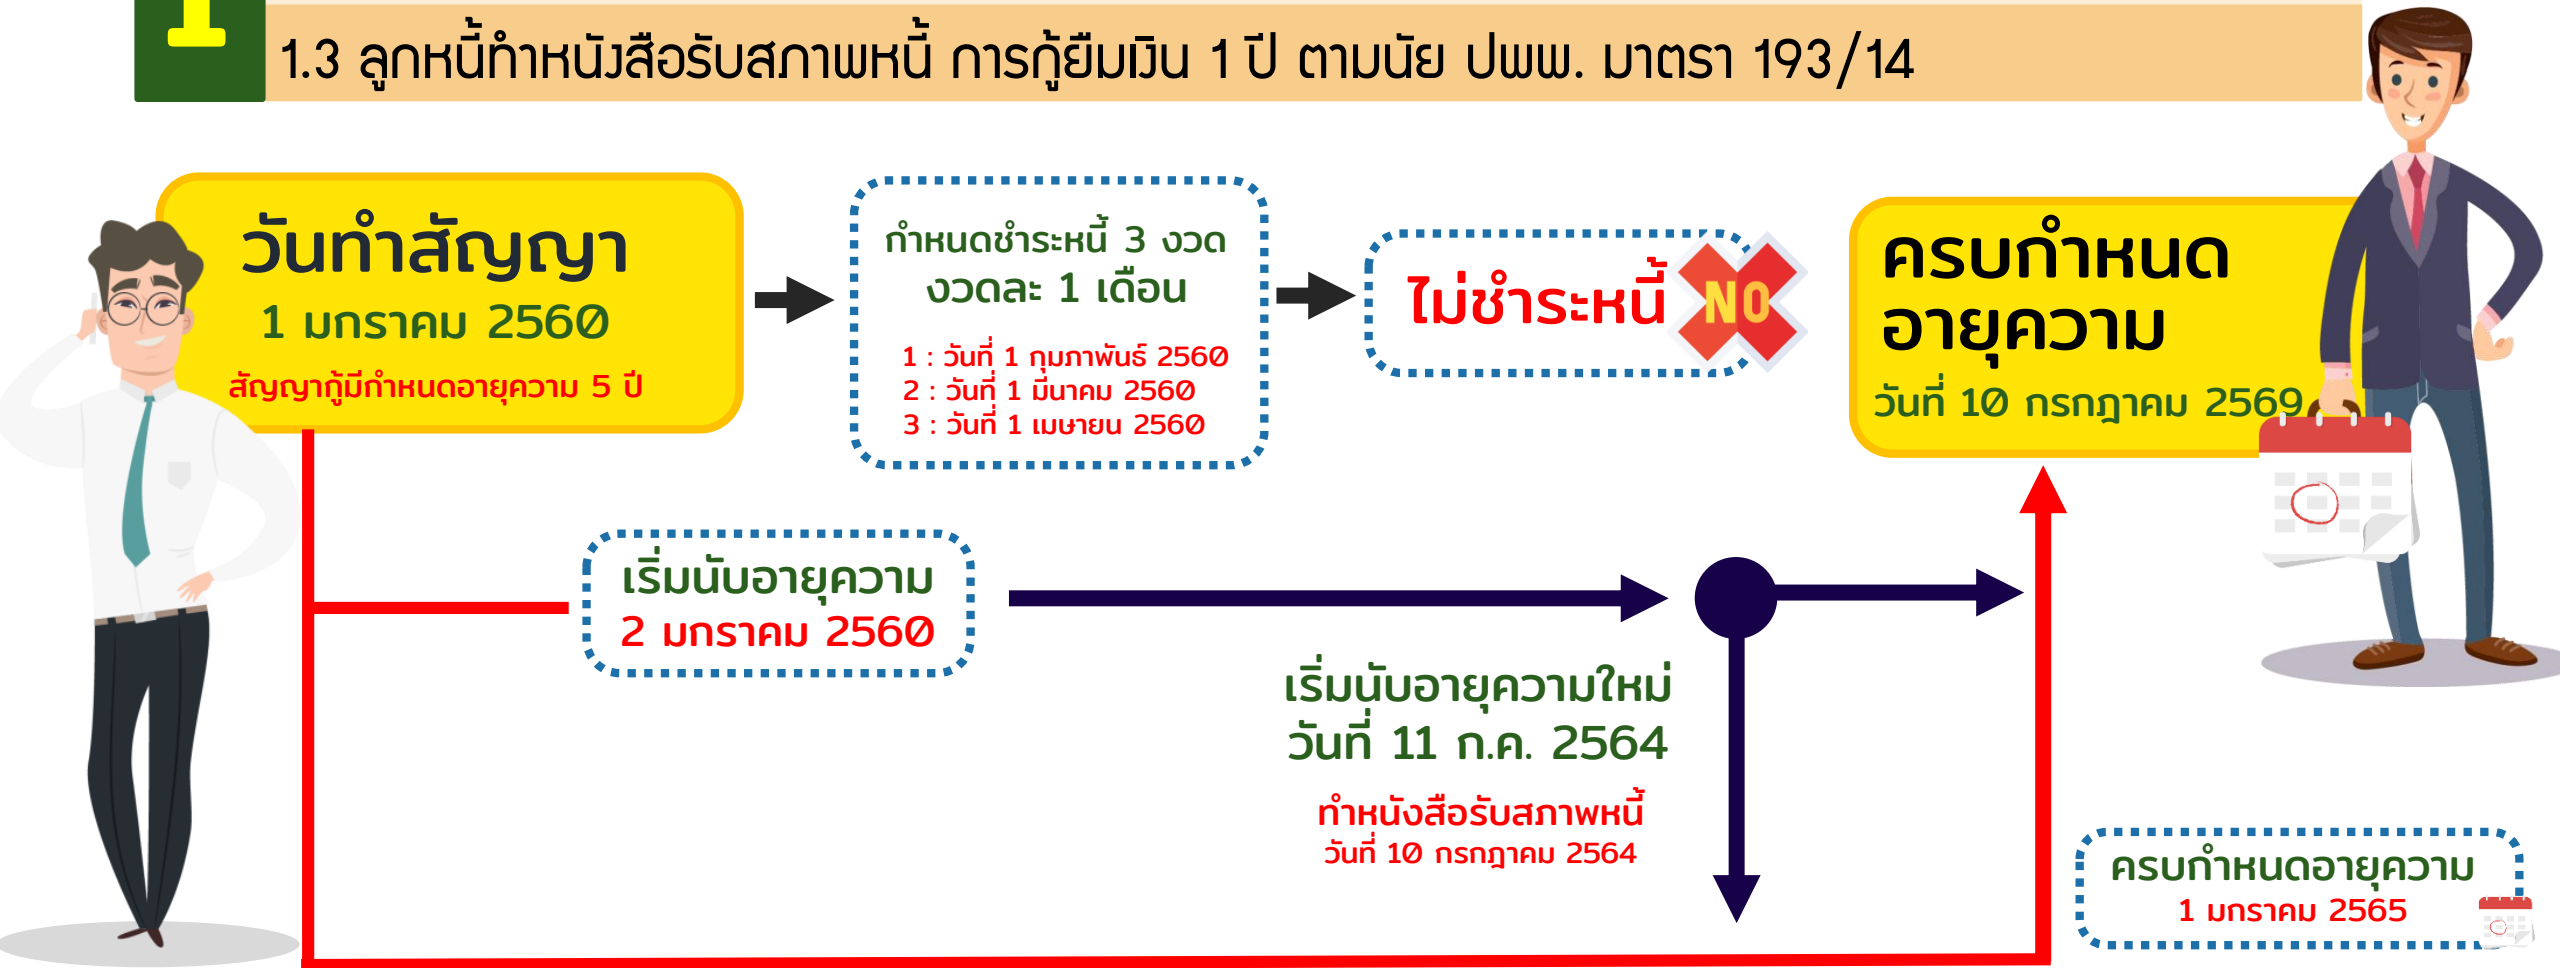 1
1.3 ลูกหนี้ทำหนังสือรับสภาพหนี้ การกู้ยืมเงิน 1 ปี ตามนัย ปพพ. มาตรา 193/14
วันทำสัญญา
1 มกราคม 2560
สัญญากู้มีกำหนดอายุความ 5 ปี
กำหนดชำระหนี้ 3 งวด
งวดละ 1 เดือน
1 : วันที่ 1 กุมภาพันธ์ 2560
2 : วันที่ 1 มีนาคม 2560
3 : วันที่ 1 เมษายน 2560
ไม่ชำระหนี้
NO
ครบกำหนด
อายุความ
วันที่ 10 กรกฎาคม 2569
เริ่มนับอายุความ
2 มกราคม 2560
เริ่มนับอายุความใหม่
วันที่ 11 ก.ค. 2564
ทำหนังสือรับสภาพหนี้
วันที่ 10 กรกฎาคม 2564
ครบกำหนดอายุความ
1 มกราคม 2565